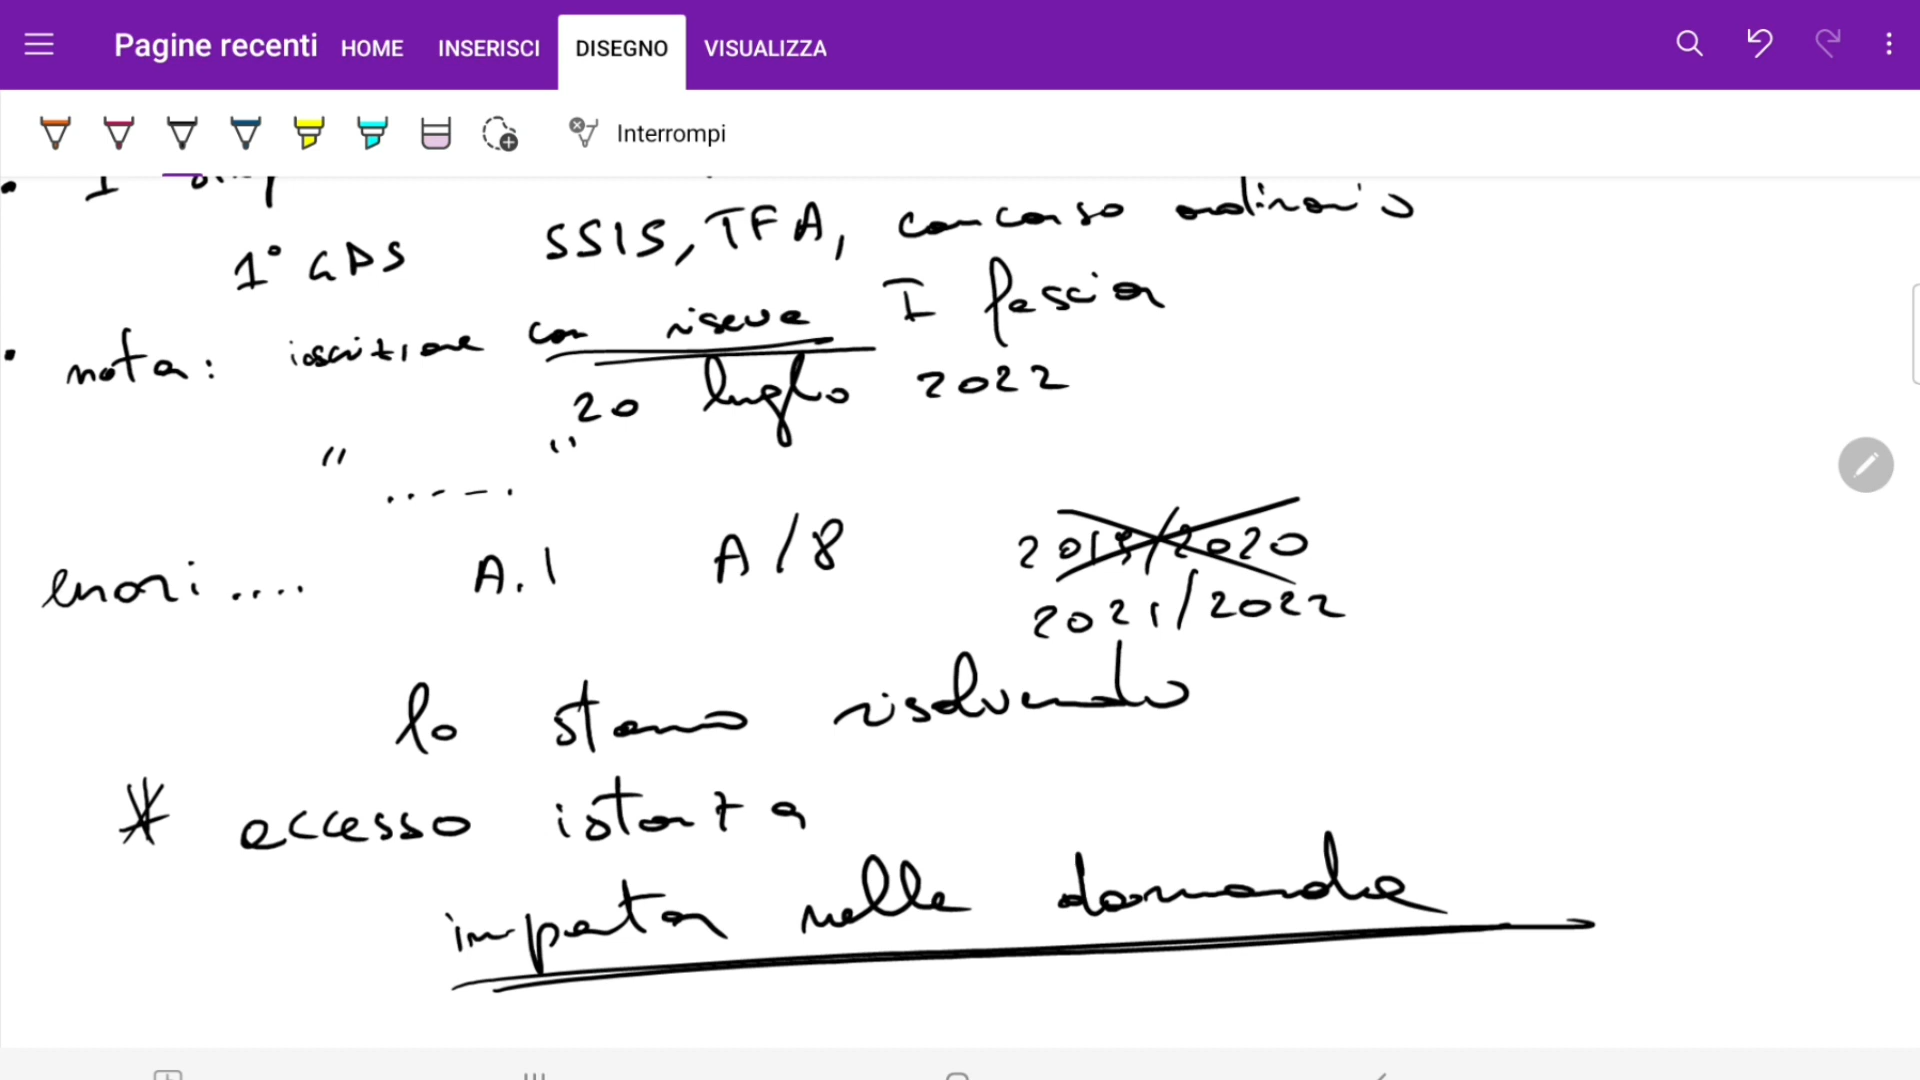 Pagine recenti HOME INSERISCI DISEGNO VISUALIZZA
Interrompi
SSIS, TFA, concorso ordinario
1° GPS
I fascia
• nota: iscrizione con riserva
20 luglio 2022
" ..... "
errori .... A.1 A/8 2019/2020
2021/2022
lo stanno risolvendo
* accesso istanza
importa nelle domande